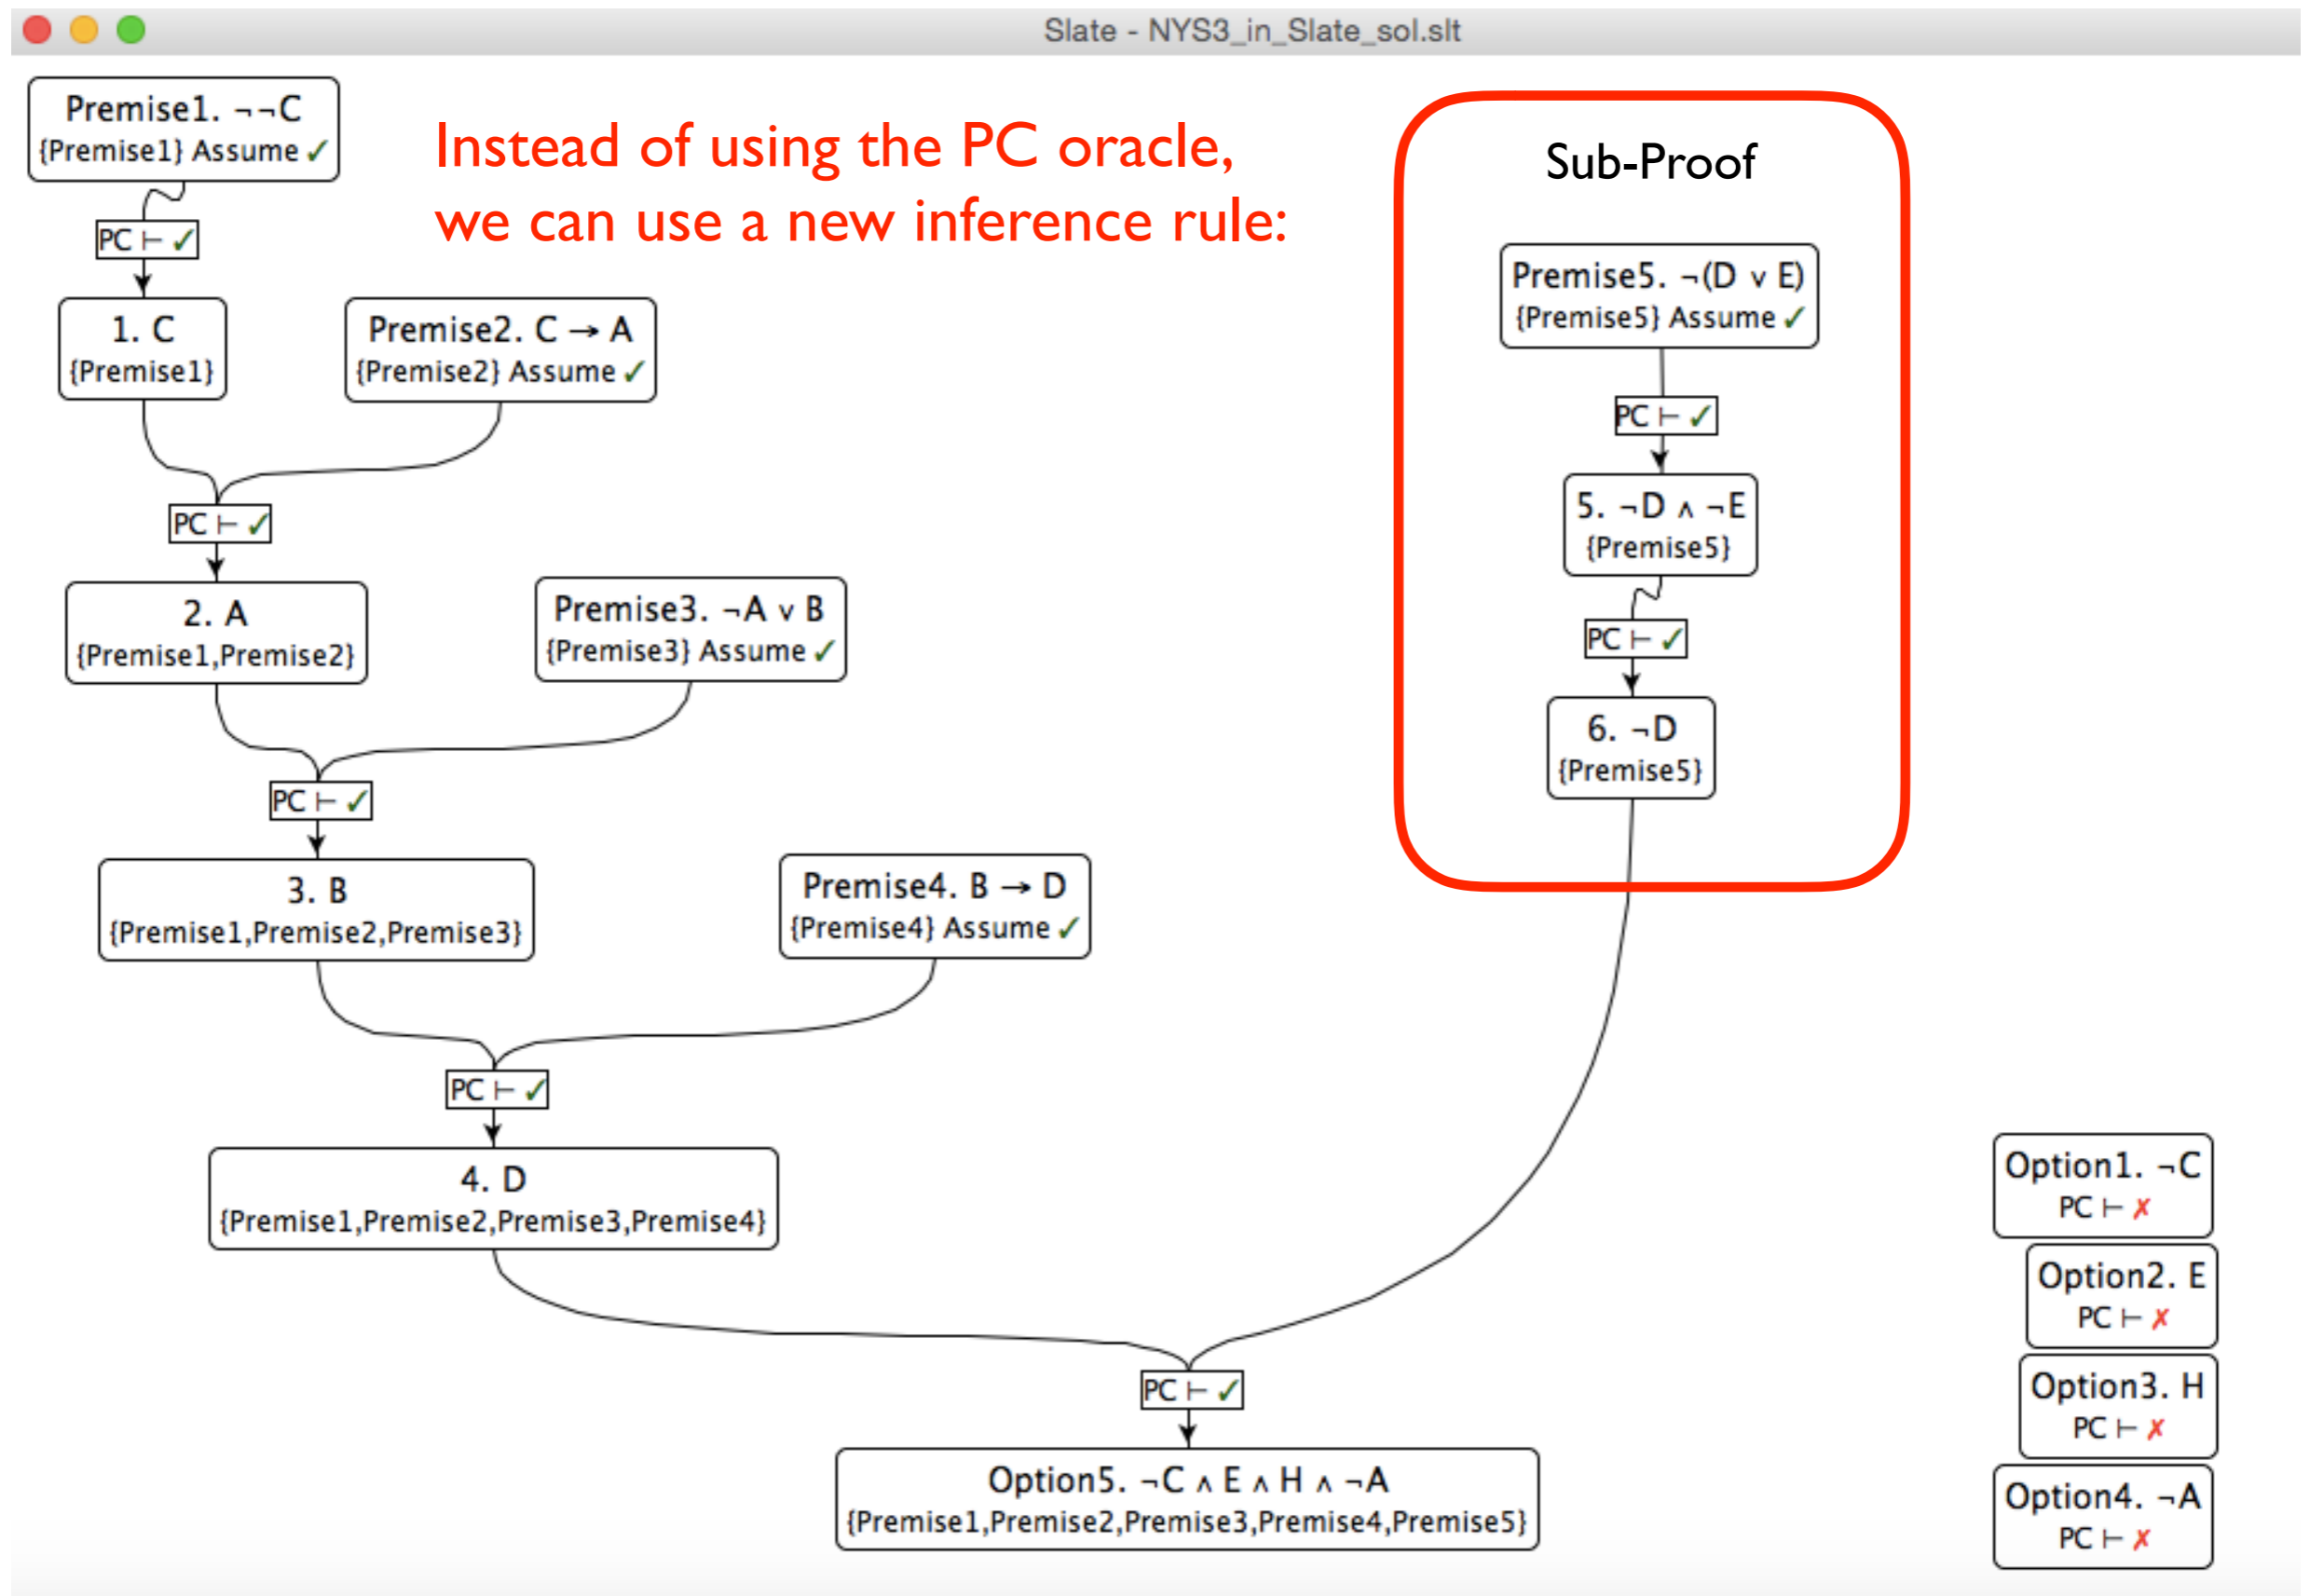 Slate - NYS3_in_Slate_sol.slt
Premise1. ¬¬C
{Premise1} Assume ✓
Instead of using the PC oracle,
we can use a new inference rule:
Sub-Proof
PC ⊢ ✓
1. C
{Premise1}
Premise2. C → A
{Premise2} Assume ✓
Premise5. ¬(D ∨ E)
{Premise5} Assume ✓
PC ⊢ ✓
5. ¬D ∧ ¬E
{Premise5}
PC ⊢ ✓
2. A
{Premise1,Premise2}
Premise3. ¬A ∨ B
{Premise3} Assume ✓
PC ⊢ ✓
6. ¬D
{Premise5}
PC ⊢ ✓
3. B
{Premise1,Premise2,Premise3}
Premise4. B → D
{Premise4} Assume ✓
PC ⊢ ✓
4. D
{Premise1,Premise2,Premise3,Premise4}
Option1. ¬C
PC ⊢ ✗
Option2. E
PC ⊢ ✗
Option3. H
PC ⊢ ✗
Option4. ¬A
PC ⊢ ✗
PC ⊢ ✓
Option5. ¬C ∧ E ∧ H ∧ ¬A
{Premise1,Premise2,Premise3,Premise4,Premise5}